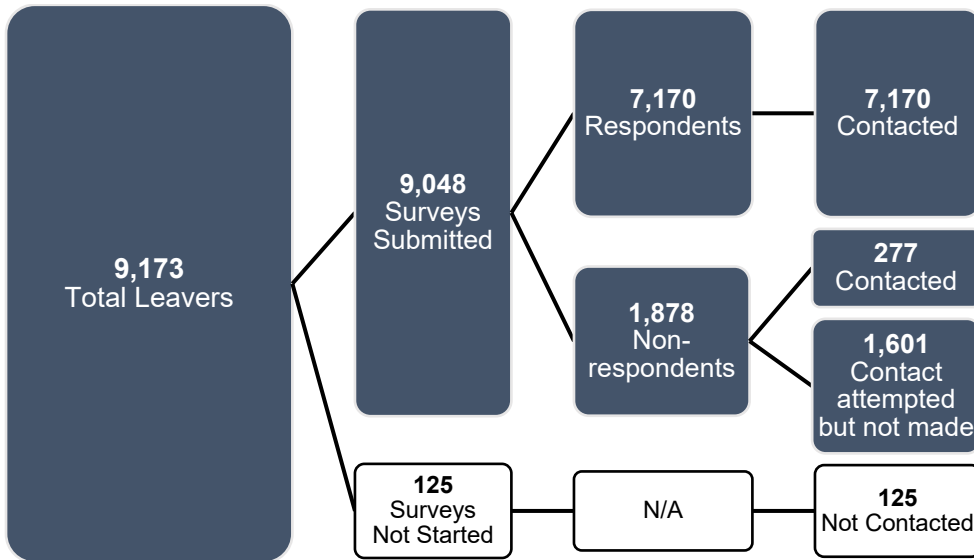 9,173
Total Leavers
9,048
Surveys
Submitted
7,170
Respondents
7,170
Contacted
1,878
Non-
respondents
277
Contacted
1,601
Contact
attempted
but not made
125
Surveys
Not Started
N/A
125
Not Contacted